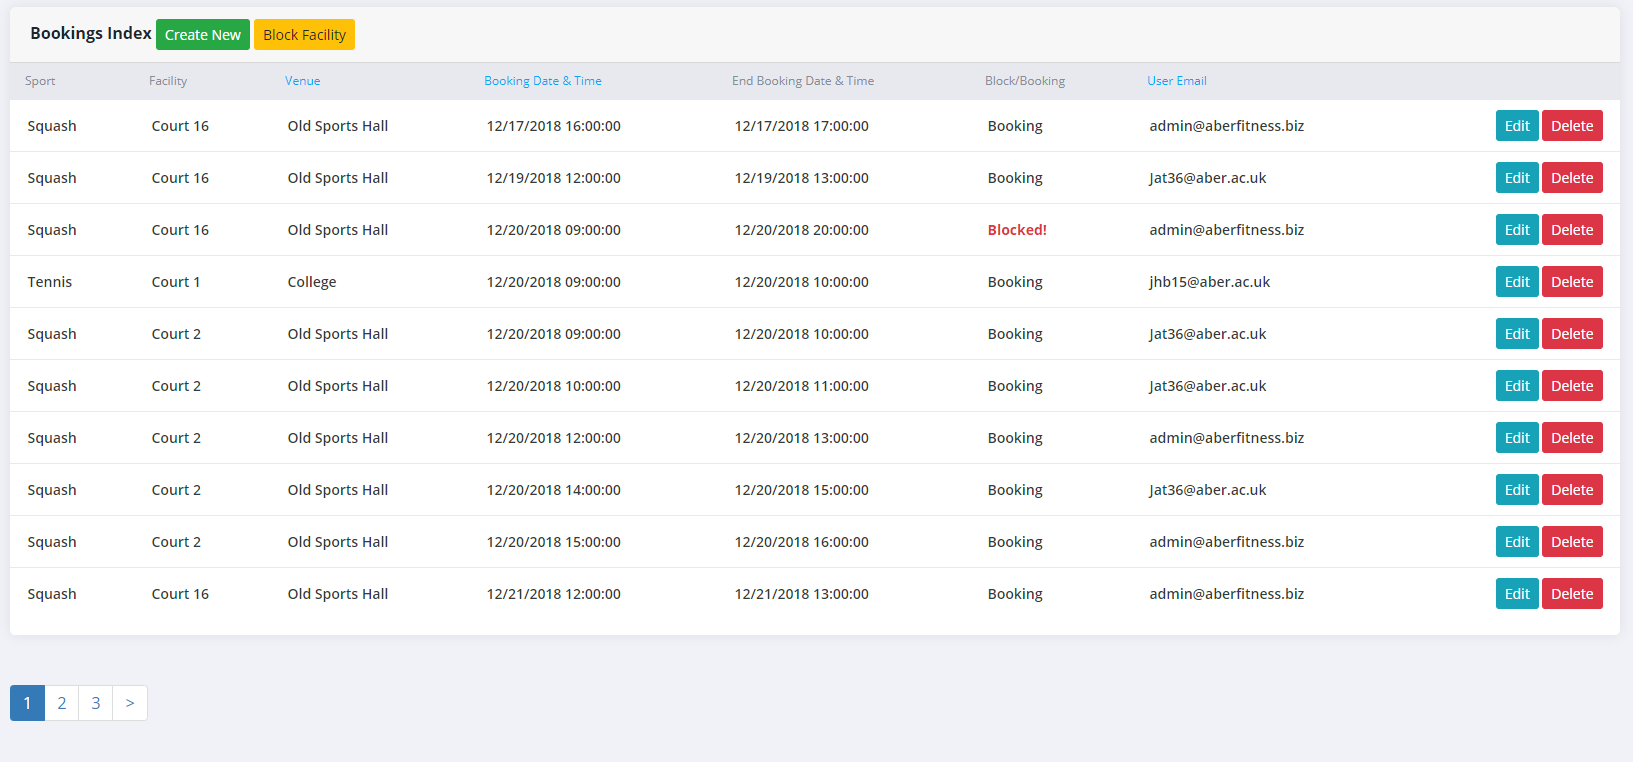 Bookings Index Create New Block Facility
Sport Facility Venue Booking Date & Time End Booking Date & Time Block/Booking User Email
Squash Court 16 Old Sports Hall 12/17/2018 16:00:00 12/17/2018 17:00:00 Booking admin@aberfitness.biz Edit Delete
Squash Court 16 Old Sports Hall 12/19/2018 12:00:00 12/19/2018 13:00:00 Booking Jat36@aber.ac.uk Edit Delete
Squash Court 16 Old Sports Hall 12/20/2018 09:00:00 12/20/2018 20:00:00 Blocked! admin@aberfitness.biz Edit Delete
Tennis Court 1 College 12/20/2018 09:00:00 12/20/2018 10:00:00 Booking jhb15@aber.ac.uk Edit Delete
Squash Court 2 Old Sports Hall 12/20/2018 09:00:00 12/20/2018 10:00:00 Booking Jat36@aber.ac.uk Edit Delete
Squash Court 2 Old Sports Hall 12/20/2018 10:00:00 12/20/2018 11:00:00 Booking Jat36@aber.ac.uk Edit Delete
Squash Court 2 Old Sports Hall 12/20/2018 12:00:00 12/20/2018 13:00:00 Booking admin@aberfitness.biz Edit Delete
Squash Court 2 Old Sports Hall 12/20/2018 14:00:00 12/20/2018 15:00:00 Booking Jat36@aber.ac.uk Edit Delete
Squash Court 2 Old Sports Hall 12/20/2018 15:00:00 12/20/2018 16:00:00 Booking admin@aberfitness.biz Edit Delete
Squash Court 16 Old Sports Hall 12/21/2018 12:00:00 12/21/2018 13:00:00 Booking admin@aberfitness.biz Edit Delete
1 2 3 >